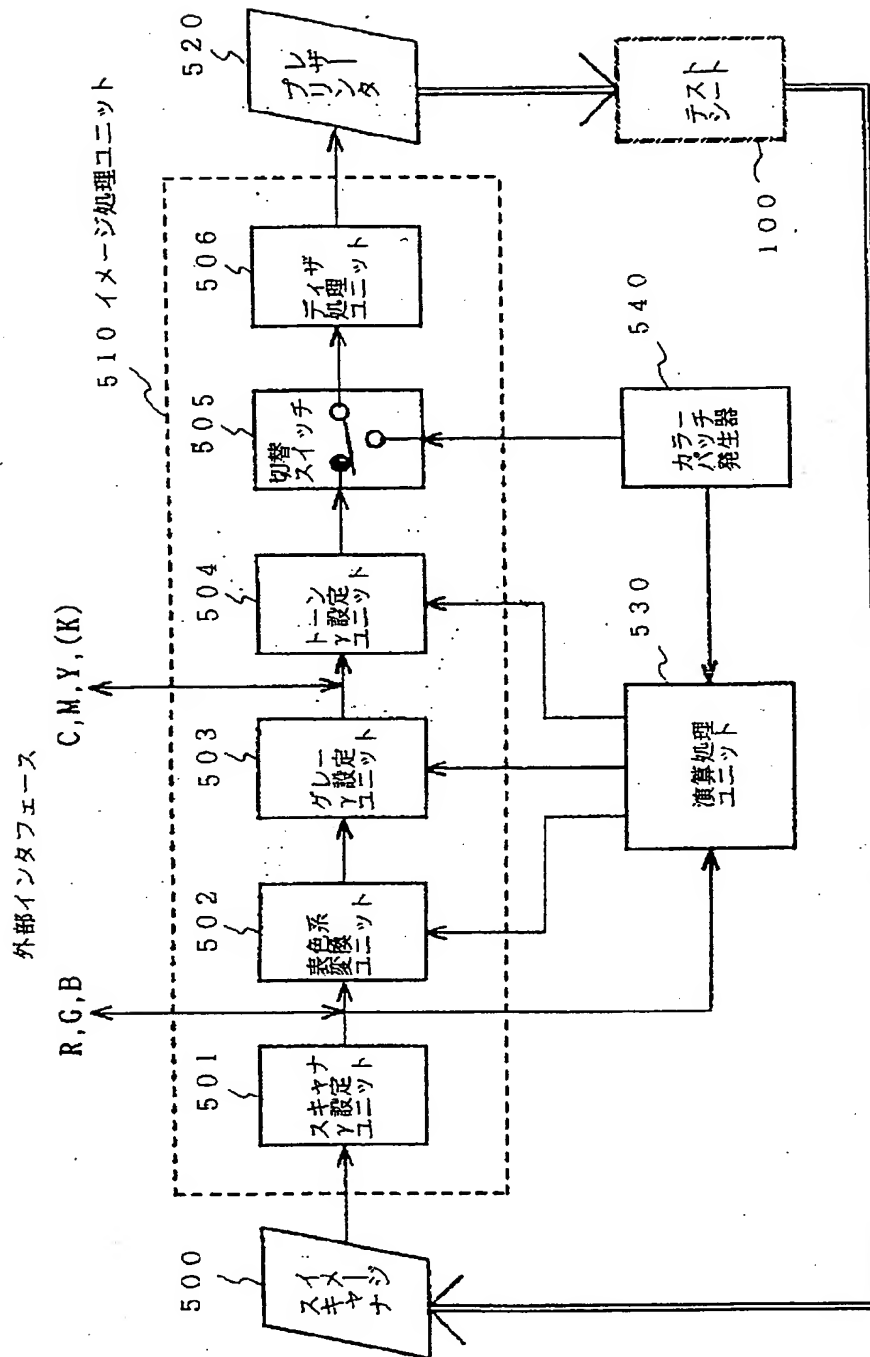 外部インタフェース
R,G,B
C,M,Y,(K)
510 イメージ処理ユニット
500
イメージ
スキャナ
501
スキャナ
γ設定
ユニット
502
表色系
変換
ユニット
503
グレー
γ設定
ユニット
504
トーン
γ設定
ユニット
505
切替
スイッチ
506
ディザ
処理
ユニット
520
レザー
プリンタ
530
演算処理
ユニット
540
カラー
パッチ
発生器
100
テスト
シート